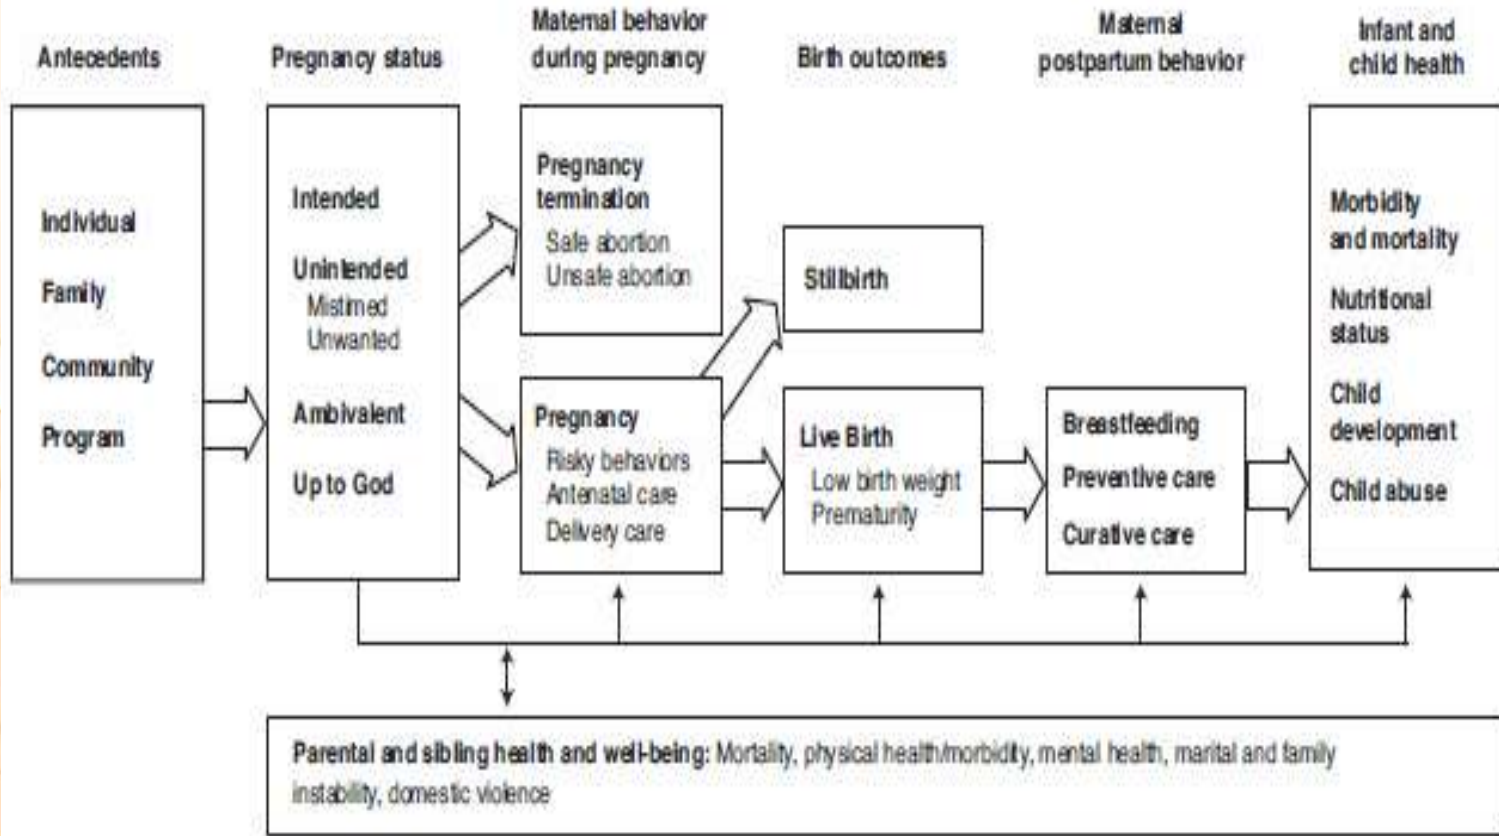 Antecedents
Pregnancy status
Maternal behavior
during pregnancy
Birth outcomes
Maternal
postpartum behavior
Infant and
child health
Individual
Family
Community
Program
Intended
Unintended
Mistimed
Unwanted
Ambivalent
Up to God
Pregnancy
termination
Safe abortion
Unsafe abortion
Pregnancy
Risky behaviors
Antenatal care
Delivery care
Stillbirth
Live Birth
Low birth weight
Prematurity
Breastfeeding
Preventive care
Curative care
Morbidity
and mortality
Nutritional
status
Child
development
Child abuse
Parental and sibling health and well-being: Mortality, physical health/morbidity, mental health, marital and family
instability, domestic violence